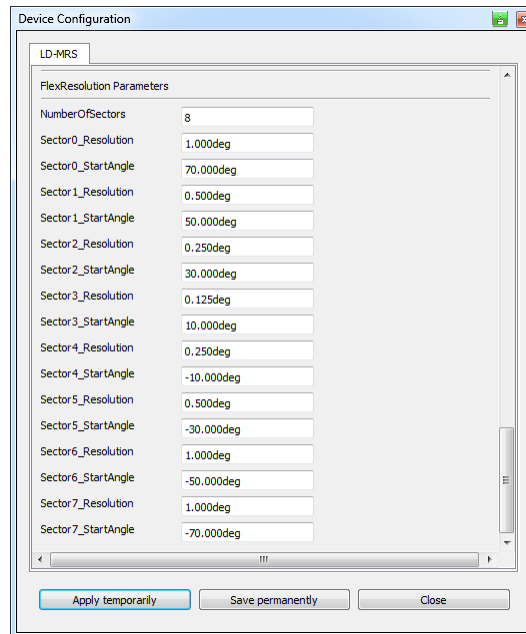 Device Configuration
LD-MRS
FlexResolution Parameters
NumberOfSectors 8
Sector0_Resolution 1.000deg
Sector0_StartAngle 70.000deg
Sector1_Resolution 0.500deg
Sector1_StartAngle 50.000deg
Sector2_Resolution 0.250deg
Sector2_StartAngle 30.000deg
Sector3_Resolution 0.125deg
Sector3_StartAngle 10.000deg
Sector4_Resolution 0.250deg
Sector4_StartAngle -10.000deg
Sector5_Resolution 0.500deg
Sector5_StartAngle -30.000deg
Sector6_Resolution 1.000deg
Sector6_StartAngle -50.000deg
Sector7_Resolution 1.000deg
Sector7_StartAngle -70.000deg
Apply temporarily Save permanently Close